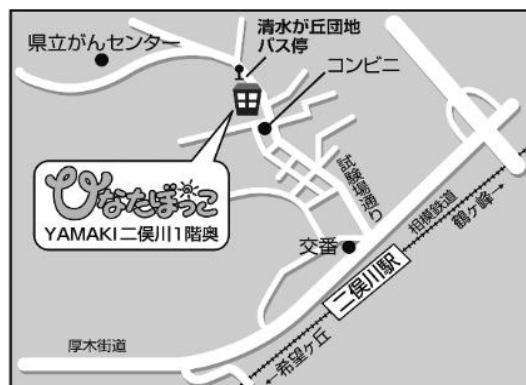 清水が丘団地
バス停
県立がんセンター
コンビニ
ひなたぼっこ
YAMAKI二俣川1階奥
試験場通り
相模鉄道
鶴ヶ峰→
交番
二俣川駅
厚木街道
←希望ヶ丘